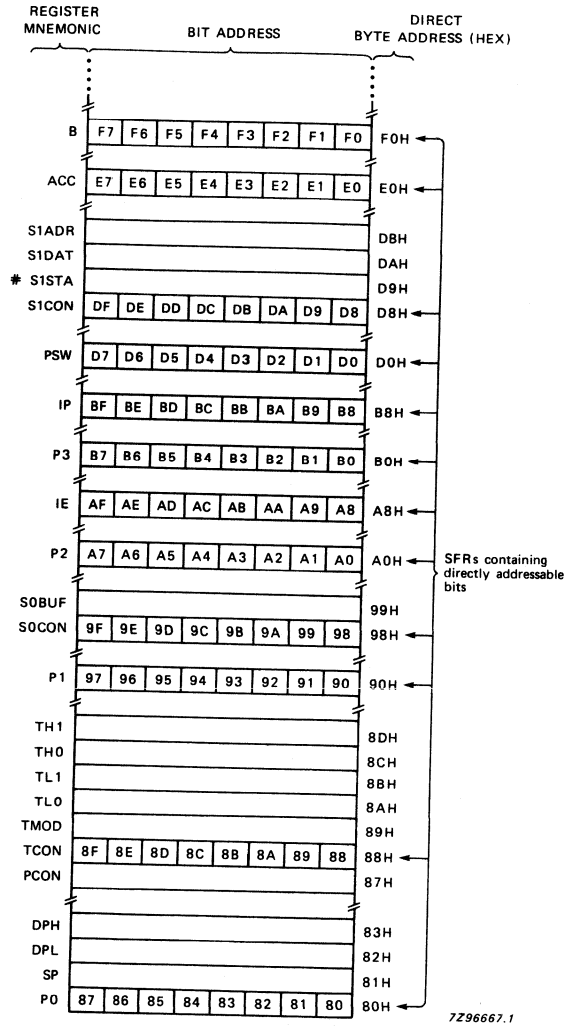 REGISTER MNEMONIC BIT ADDRESS DIRECT BYTE ADDRESS (HEX)
B F7 F6 F5 F4 F3 F2 F1 F0 F0H
ACC E7 E6 E5 E4 E3 E2 E1 E0 E0H
S1ADR DBH
S1DAT DAH
# S1STA D9H
S1CON DF DE DD DC DB DA D9 D8 D8H
PSW D7 D6 D5 D4 D3 D2 D1 D0 D0H
IP BF BE BD BC BB BA B9 B8 B8H
P3 B7 B6 B5 B4 B3 B2 B1 B0 B0H
IE AF AE AD AC AB AA A9 A8 A8H
P2 A7 A6 A5 A4 A3 A2 A1 A0 A0H
SFRs containing
directly addressable
bits
S0BUF 99H
S0CON 9F 9E 9D 9C 9B 9A 99 98 98H
P1 97 96 95 94 93 92 91 90 90H
TH1 8DH
TH0 8CH
TL1 8BH
TL0 8AH
TMOD 89H
TCON 8F 8E 8D 8C 8B 8A 89 88 88H
PCON 87H
DPH 83H
DPL 82H
SP 81H
P0 87 86 85 84 83 82 81 80 80H
7Z96667.1